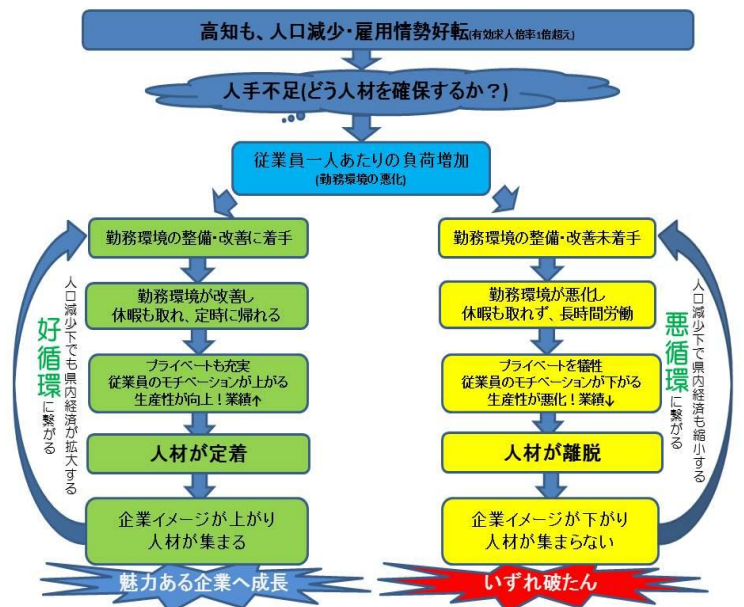 高知も、人口減少・雇用情勢好転(有効求人倍率1倍超え)
人手不足(どう人材を確保するか？)
従業員一人あたりの負荷増加
(勤務環境の悪化)
勤務環境の整備・改善に着手
勤務環境が改善し
休暇も取れ、定時に帰れる
プライベートも充実
従業員のモチベーションが上がる
生産性が向上！業績↑
人材が定着
企業イメージが上がり
人材が集まる
魅力ある企業へ成長
人口減少下でも県内経済が拡大する
好循環に繋がる
勤務環境の整備・改善未着手
勤務環境が悪化し
休暇も取れず、長時間労働
プライベートを犠牲
従業員のモチベーションが下がる
生産性が悪化！業績↓
人材が離脱
企業イメージが下がり
人材が集まらない
いずれ破たん
人口減少下で県内経済も縮小する
悪循環に繋がる